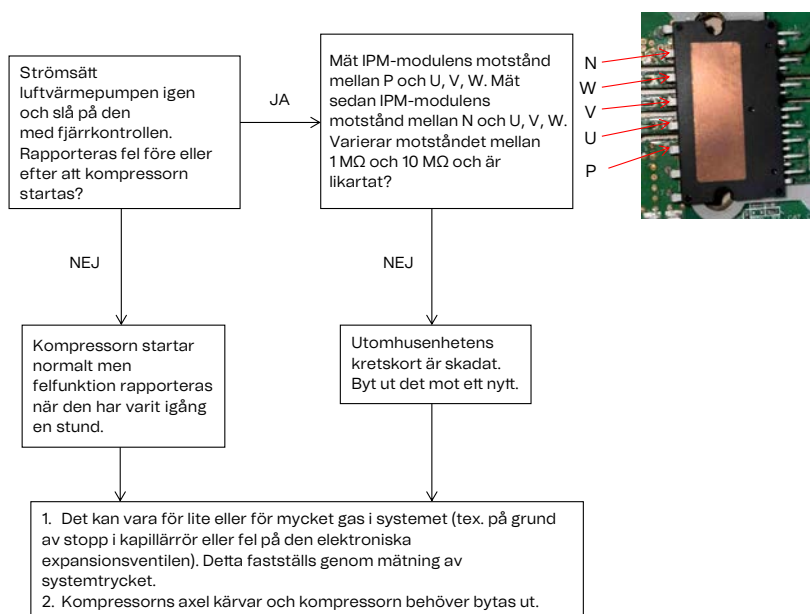 Strömsätt
luftvärmepumpen igen
och slå på den
med fjärrkontrollen.
Rapporteras fel före eller
efter att kompressorn
startas?
JA
Mät IPM-modulens motstånd
mellan P och U, V, W. Mät
sedan IPM-modulens
motstånd mellan N och U, V, W.
Varierar motståndet mellan
1 MΩ och 10 MΩ och är
likartat?
N
W
V
U
P
NEJ
NEJ
Kompressorn startar
normalt men
felfunktion rapporteras
när den har varit igång
en stund.
Utomhusenhetens
kretskort är skadat.
Byt ut det mot ett nytt.
1. Det kan vara för lite eller för mycket gas i systemet (tex. på grund
av stopp i kapillärrör eller fel på den elektroniska
expansionsventilen). Detta fastställs genom mätning av
systemtrycket.
2. Kompressorns axel kärvar och kompressorn behöver bytas ut.